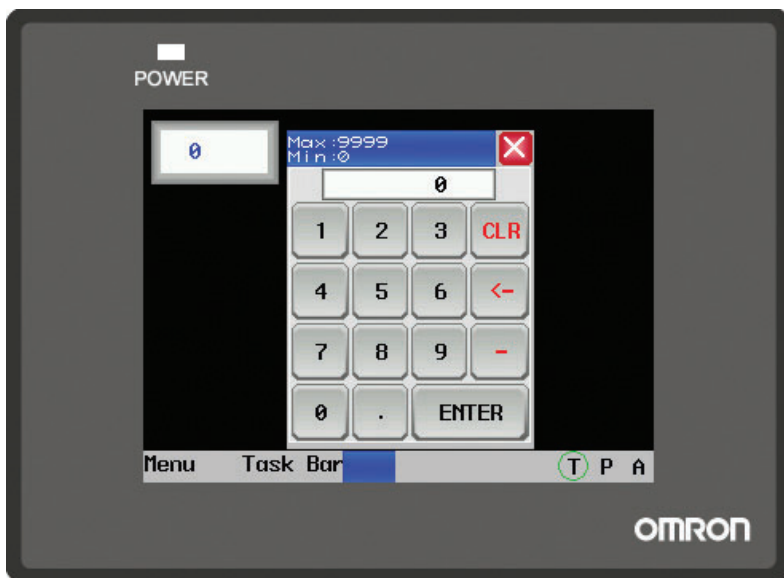 POWER
0
Max:9999
Min:0
0
1 2 3 CLR
4 5 6 <-
7 8 9 -
0 . ENTER
Menu Task Bar T P A
OMRON